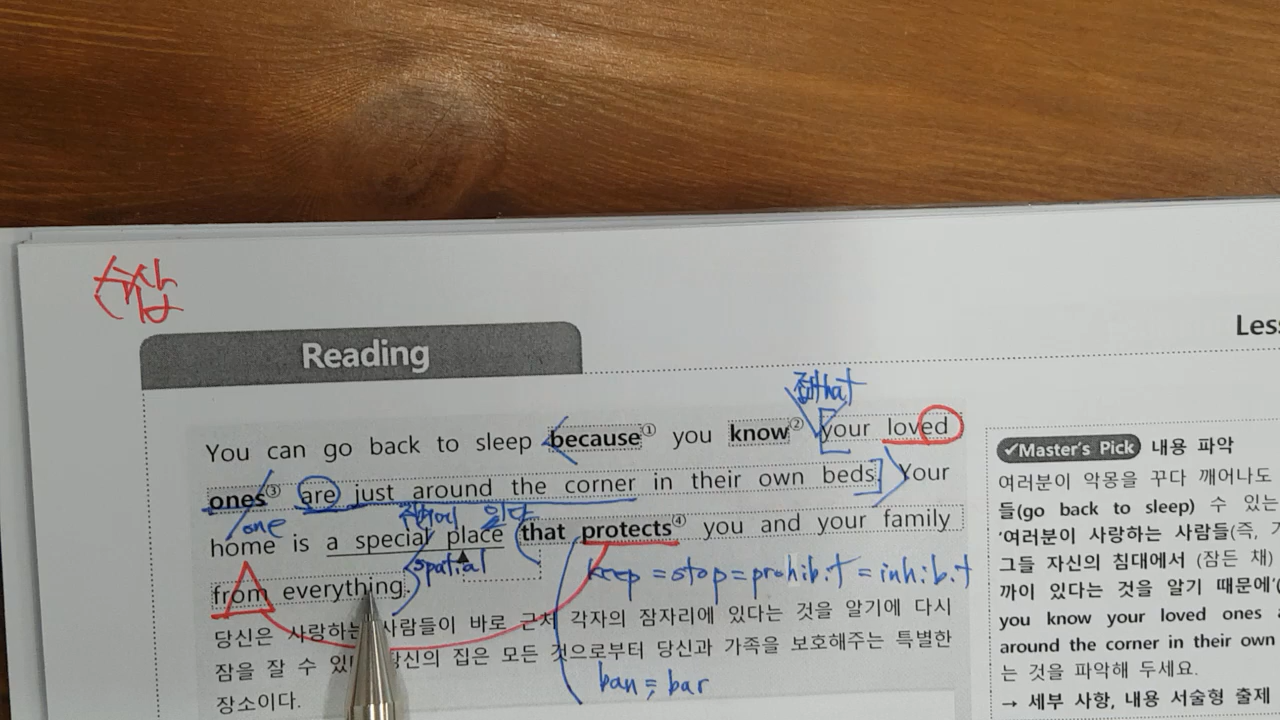 Reading
Les
접 that
You can go back to sleep because① you know② your loved
ones③ are just around the corner in their own beds. Your
one
근처에 있다
home is a special place that protects④ you and your family
spatial
keep = stop = prohibit = inhibit
from everything.
당신은 사랑하는 사람들이 바로 근처 각자의 잠자리에 있다는 것을 알기에 다시
잠을 잘 수 있 당신의 집은 모든 것으로부터 당신과 가족을 보호해주는 특별한
장소이다.
ban = bar
✓Master's Pick 내용 파악
여러분이 악몽을 꾸다 깨어나도
들(go back to sleep) 수 있는
'여러분이 사랑하는 사람들(즉, 가
그들 자신의 침대에서 (잠든 채)
까이 있다는 것을 알기 때문에'(
you know your loved ones a
around the corner in their own
는 것을 파악해 두세요.
→ 세부 사항, 내용 서술형 출제